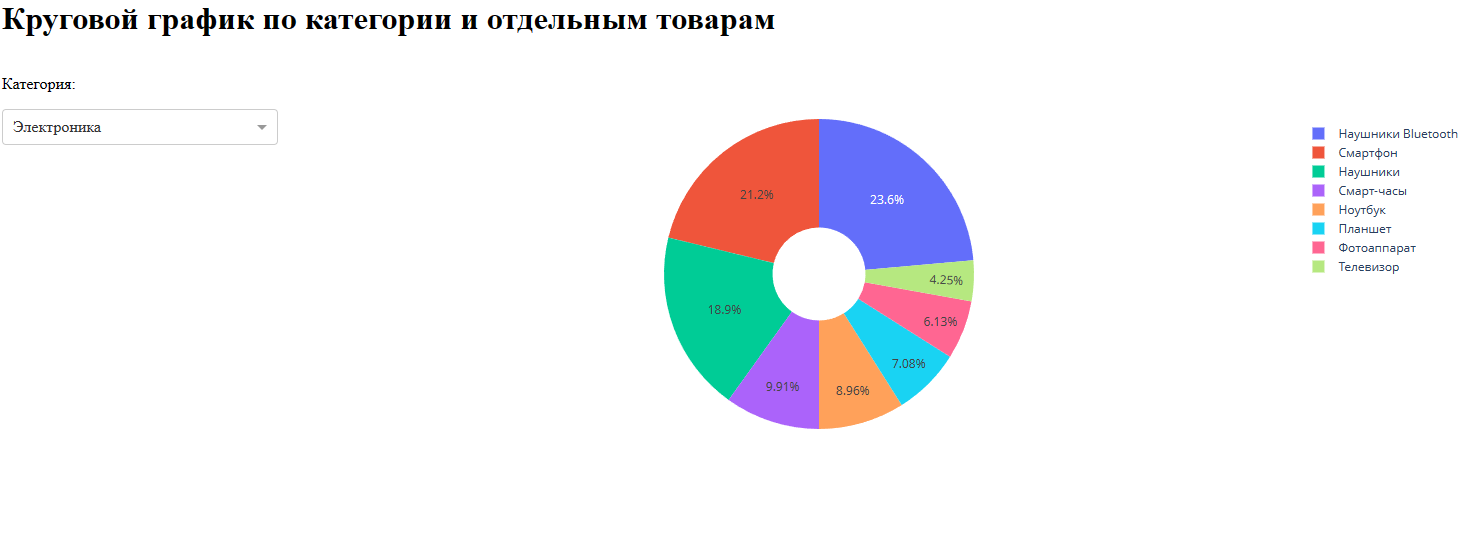 Круговой график по категории и отдельным товарам
Категория:
Электроника
23.6%
21.2%
18.9%
9.91%
8.96%
7.08%
6.13%
4.25%
Наушники Bluetooth
Смартфон
Наушники
Смарт-часы
Ноутбук
Планшет
Фотоаппарат
Телевизор